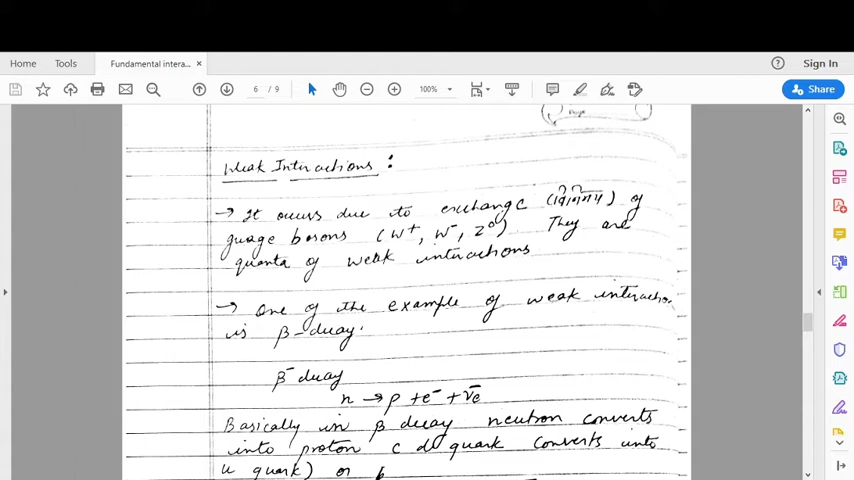 Home Tools Fundamental intera... × Sign In
6 / 9 100% Share
Page
Weak Interactions :
→ It occurs due to exchange (विनिमय) of
guage bosons (W+, W-, Z0) They are
quanta of weak interactions
→ One of the example of weak interaction
is β-decay.
β- decay
n → p + e- + ν̅e
Basically in β decay neutron converts
into proton ( d quark converts into
u quark) or